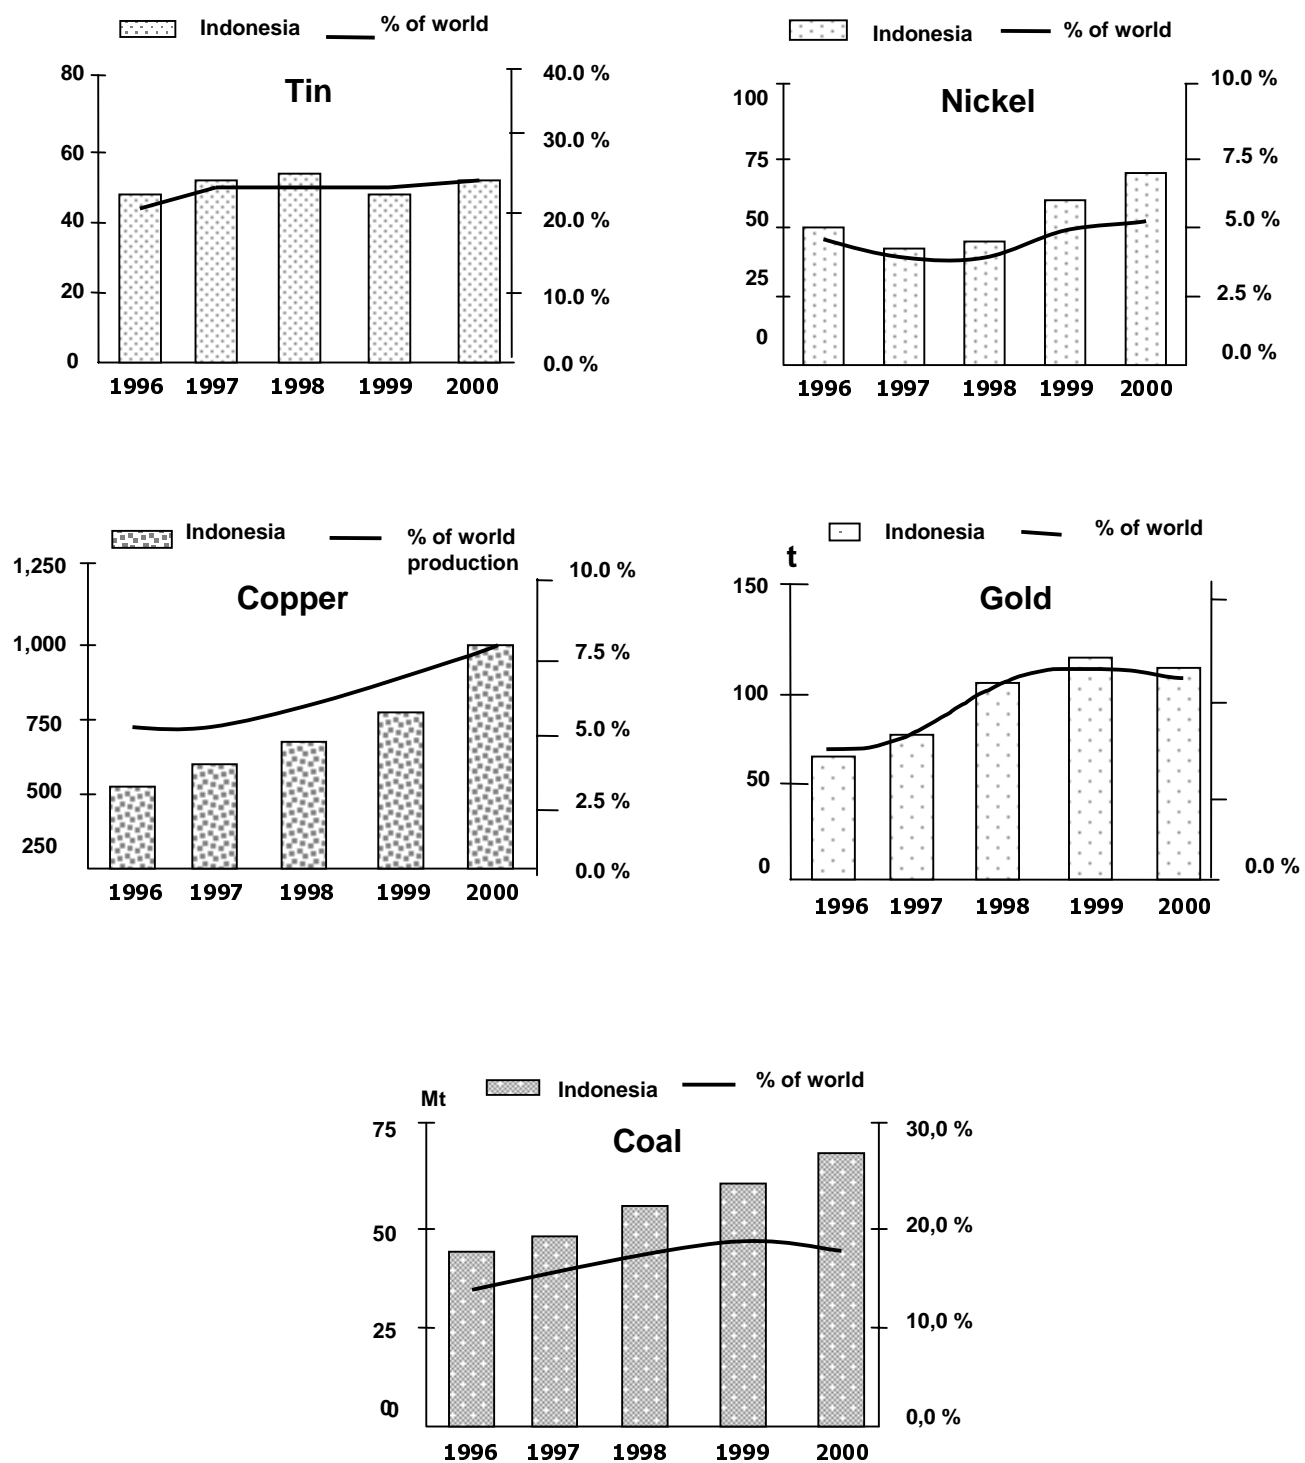 Indonesia % of world
Tin
80
60
40
20
0
40.0 %
30.0 %
20.0 %
10.0 %
0.0 %
1996 1997 1998 1999 2000
Indonesia % of world
Nickel
100
75
50
25
0
10.0 %
7.5 %
5.0 %
2.5 %
0.0 %
1996 1997 1998 1999 2000
Indonesia % of world
production
Copper
1,250
1,000
750
500
250
10.0 %
7.5 %
5.0 %
2.5 %
0.0 %
1996 1997 1998 1999 2000
Indonesia % of world
t
Gold
150
100
50
0
0.0 %
1996 1997 1998 1999 2000
Indonesia % of world
Mt
Coal
75
50
25
0
30,0 %
20,0 %
10,0 %
0,0 %
1996 1997 1998 1999 2000